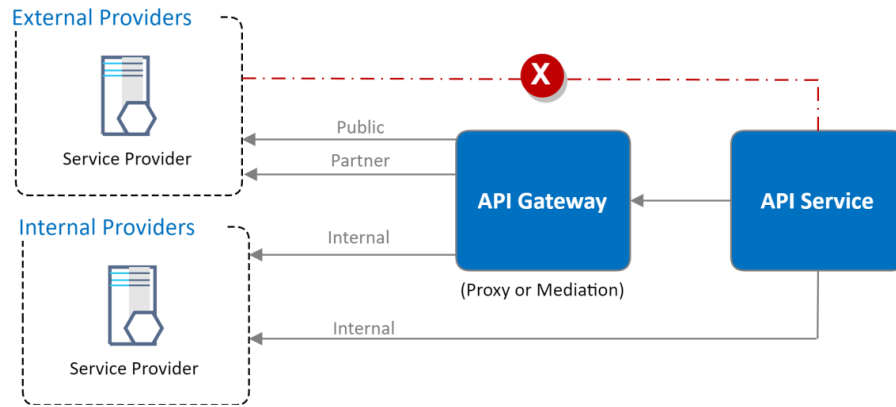 External Providers
X
Public
Service Provider
Partner
API Gateway
API Service
Internal Providers
Internal
(Proxy or Mediation)
Internal
Service Provider